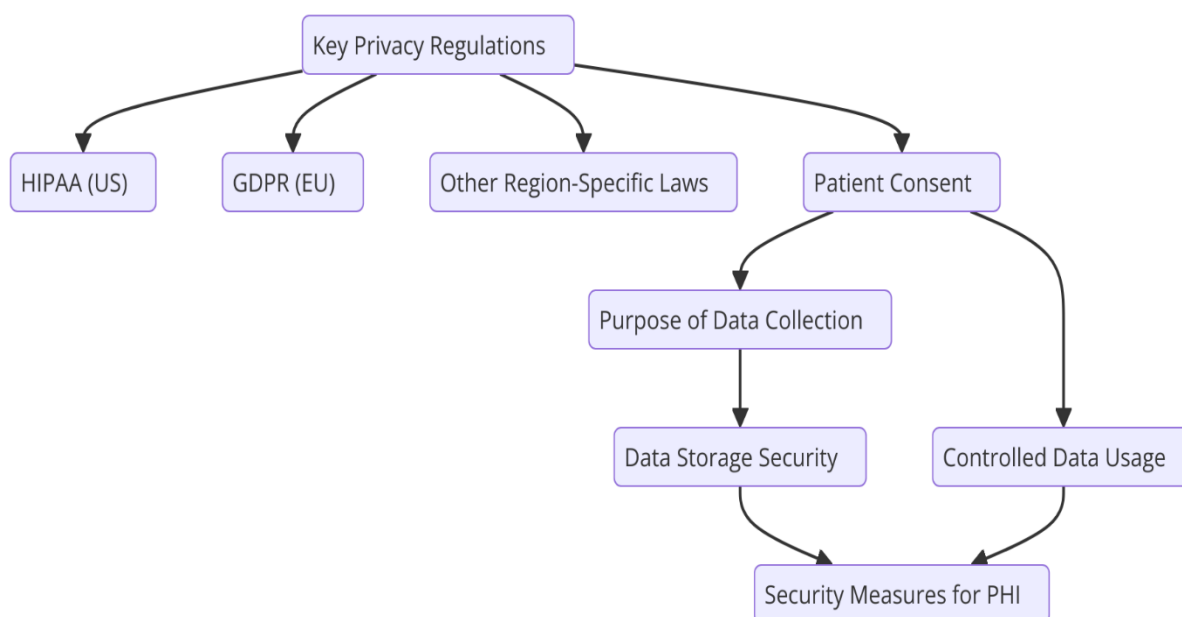 Key Privacy Regulations
HIPAA (US)
GDPR (EU)
Other Region-Specific Laws
Patient Consent
Purpose of Data Collection
Data Storage Security
Controlled Data Usage
Security Measures for PHI